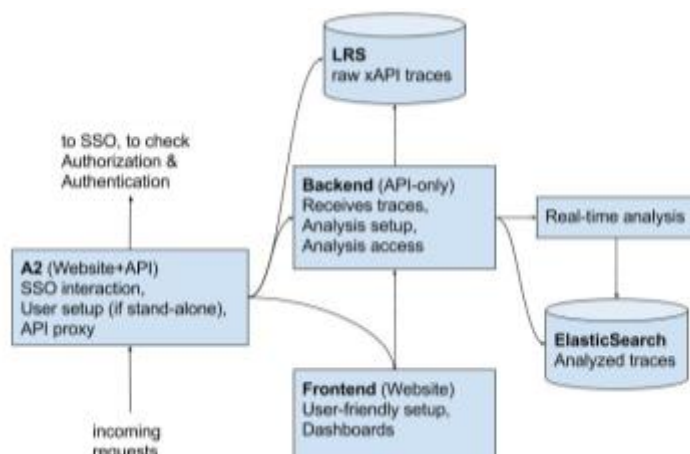 LRS
raw xAPI traces
to SSO, to check
Authorization &
Authentication
Backend (API-only)
Receives traces,
Analysis setup,
Analysis access
Real-time analysis
A2 (Website+API)
SSO interaction,
User setup (if stand-alone),
API proxy
ElasticSearch
Analyzed traces
Frontend (Website)
User-friendly setup,
Dashboards
incoming
requests